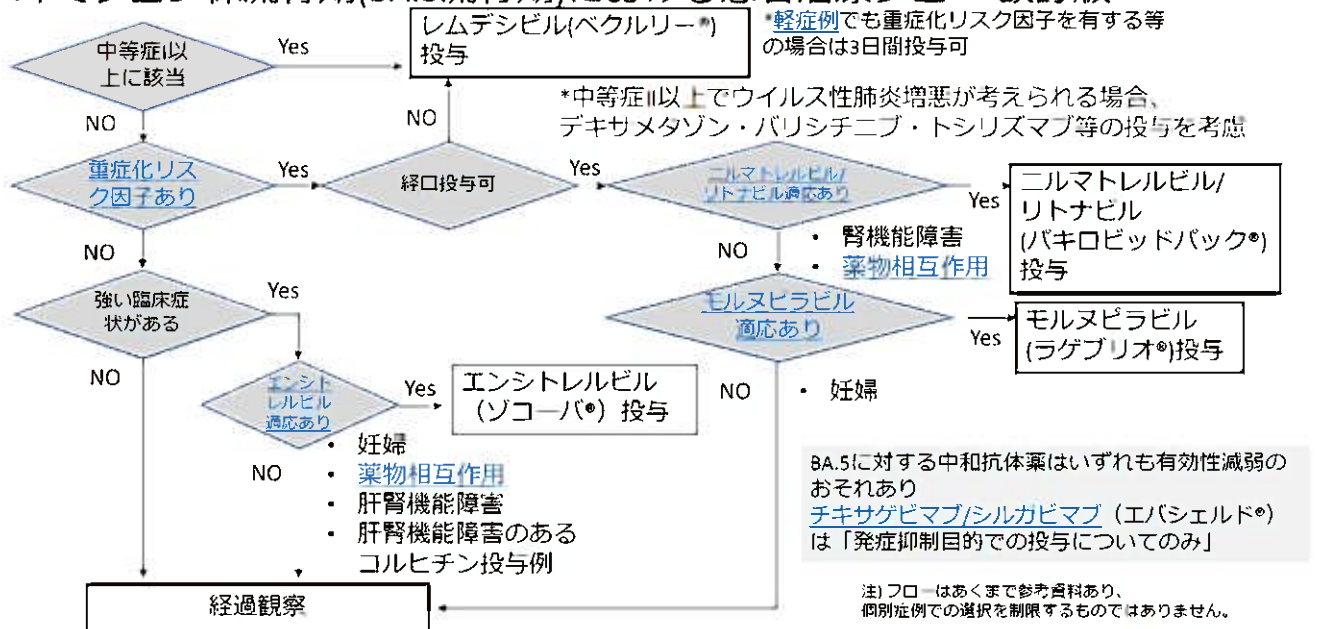 中等症I以
上に該当
Yes
レムデシビル(ベクルリー®)
投与
*軽症例でも重症化リスク因子を有する等
の場合は3日間投与可
NO
NO
*中等症II以上でウイルス性肺炎増悪が考えられる場合、
デキサメタゾン・バリシチニブ・トシリズマブ等の投与を考慮
重症化リス
ク因子あり
Yes
経口投与可
Yes
ニルマトレルビル/
リトナビル適応あり
Yes
ニルマトレルビル/
リトナビル
(パキロビッドパック®)
投与
NO
NO
・ 腎機能障害
・ 薬物相互作用
強い臨床症
状がある
Yes
モルヌピラビル
適応あり
Yes
モルヌピラビル
(ラゲブリオ®)投与
NO
エンシト
レルビル
適応あり
Yes
エンシトレルビル
（ゾコーバ®）投与
NO
・ 妊婦
NO
・ 妊婦
・ 薬物相互作用
・ 肝腎機能障害
・ 肝腎機能障害のある
コルヒチン投与例
BA.5に対する中和抗体薬はいずれも有効性減弱の
おそれあり
チキサゲビマブ/シルガビマブ（エバシェルド®）
は「発症抑制目的での投与についてのみ」
経過観察
注) フローはあくまで参考資料あり、
個別症例での選択を制限するものではありません。